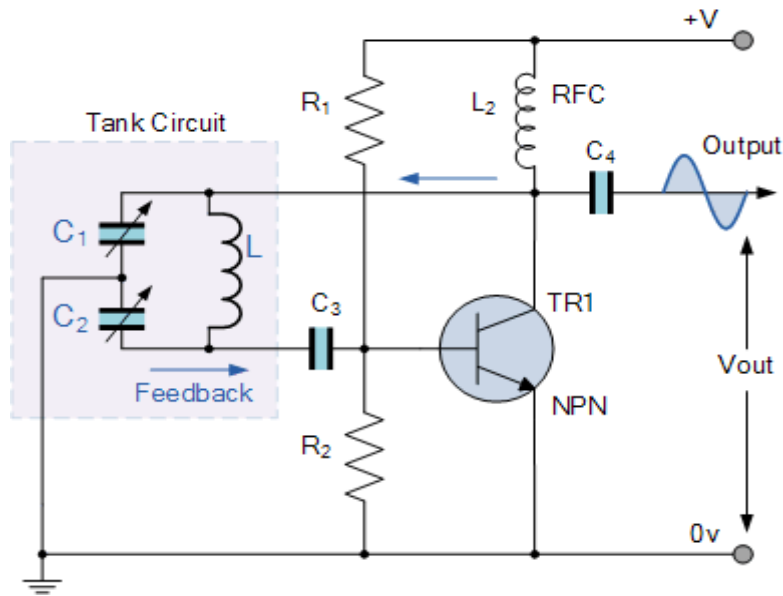 +V
R1
L2
RFC
Tank Circuit
C4
Output
C1
L
C2
C3
TR1
Vout
Feedback
NPN
R2
0v